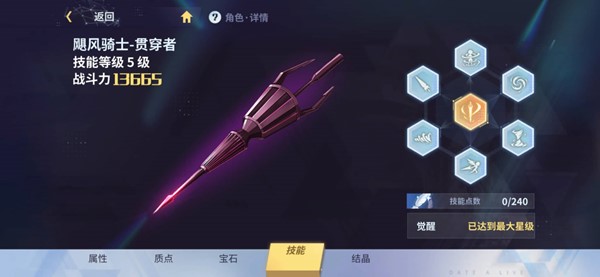 返回
? 角色·详情
飓风骑士-贯穿者
技能等级 5 级
战斗力 13665
技能点数 0/240
觉醒 已达到最大星级
属性 质点 宝石 技能 结晶
DATE A LIVE